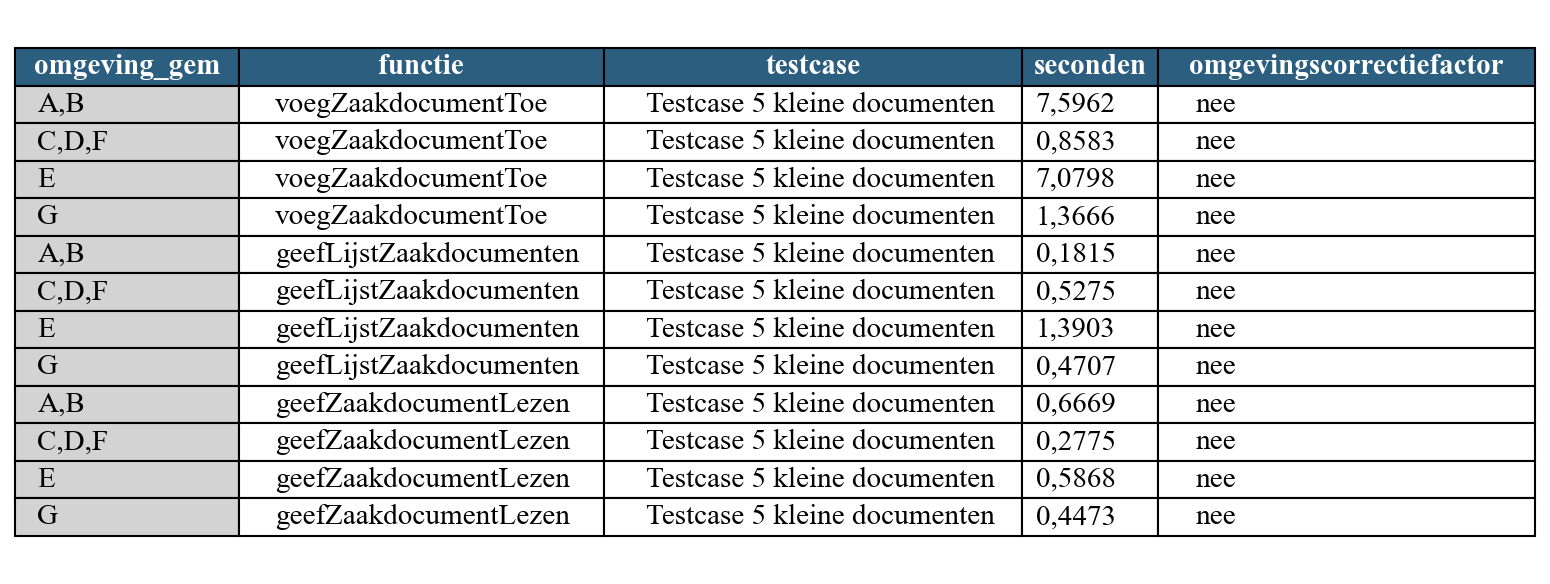 omgeving_gem functie testcase seconden omgevingscorrectiefactor
A,B voegZaakdocumentToe Testcase 5 kleine documenten 7,5962 nee
C,D,F voegZaakdocumentToe Testcase 5 kleine documenten 0,8583 nee
E voegZaakdocumentToe Testcase 5 kleine documenten 7,0798 nee
G voegZaakdocumentToe Testcase 5 kleine documenten 1,3666 nee
A,B geefLijstZaakdocumenten Testcase 5 kleine documenten 0,1815 nee
C,D,F geefLijstZaakdocumenten Testcase 5 kleine documenten 0,5275 nee
E geefLijstZaakdocumenten Testcase 5 kleine documenten 1,3903 nee
G geefLijstZaakdocumenten Testcase 5 kleine documenten 0,4707 nee
A,B geefZaakdocumentLezen Testcase 5 kleine documenten 0,6669 nee
C,D,F geefZaakdocumentLezen Testcase 5 kleine documenten 0,2775 nee
E geefZaakdocumentLezen Testcase 5 kleine documenten 0,5868 nee
G geefZaakdocumentLezen Testcase 5 kleine documenten 0,4473 nee